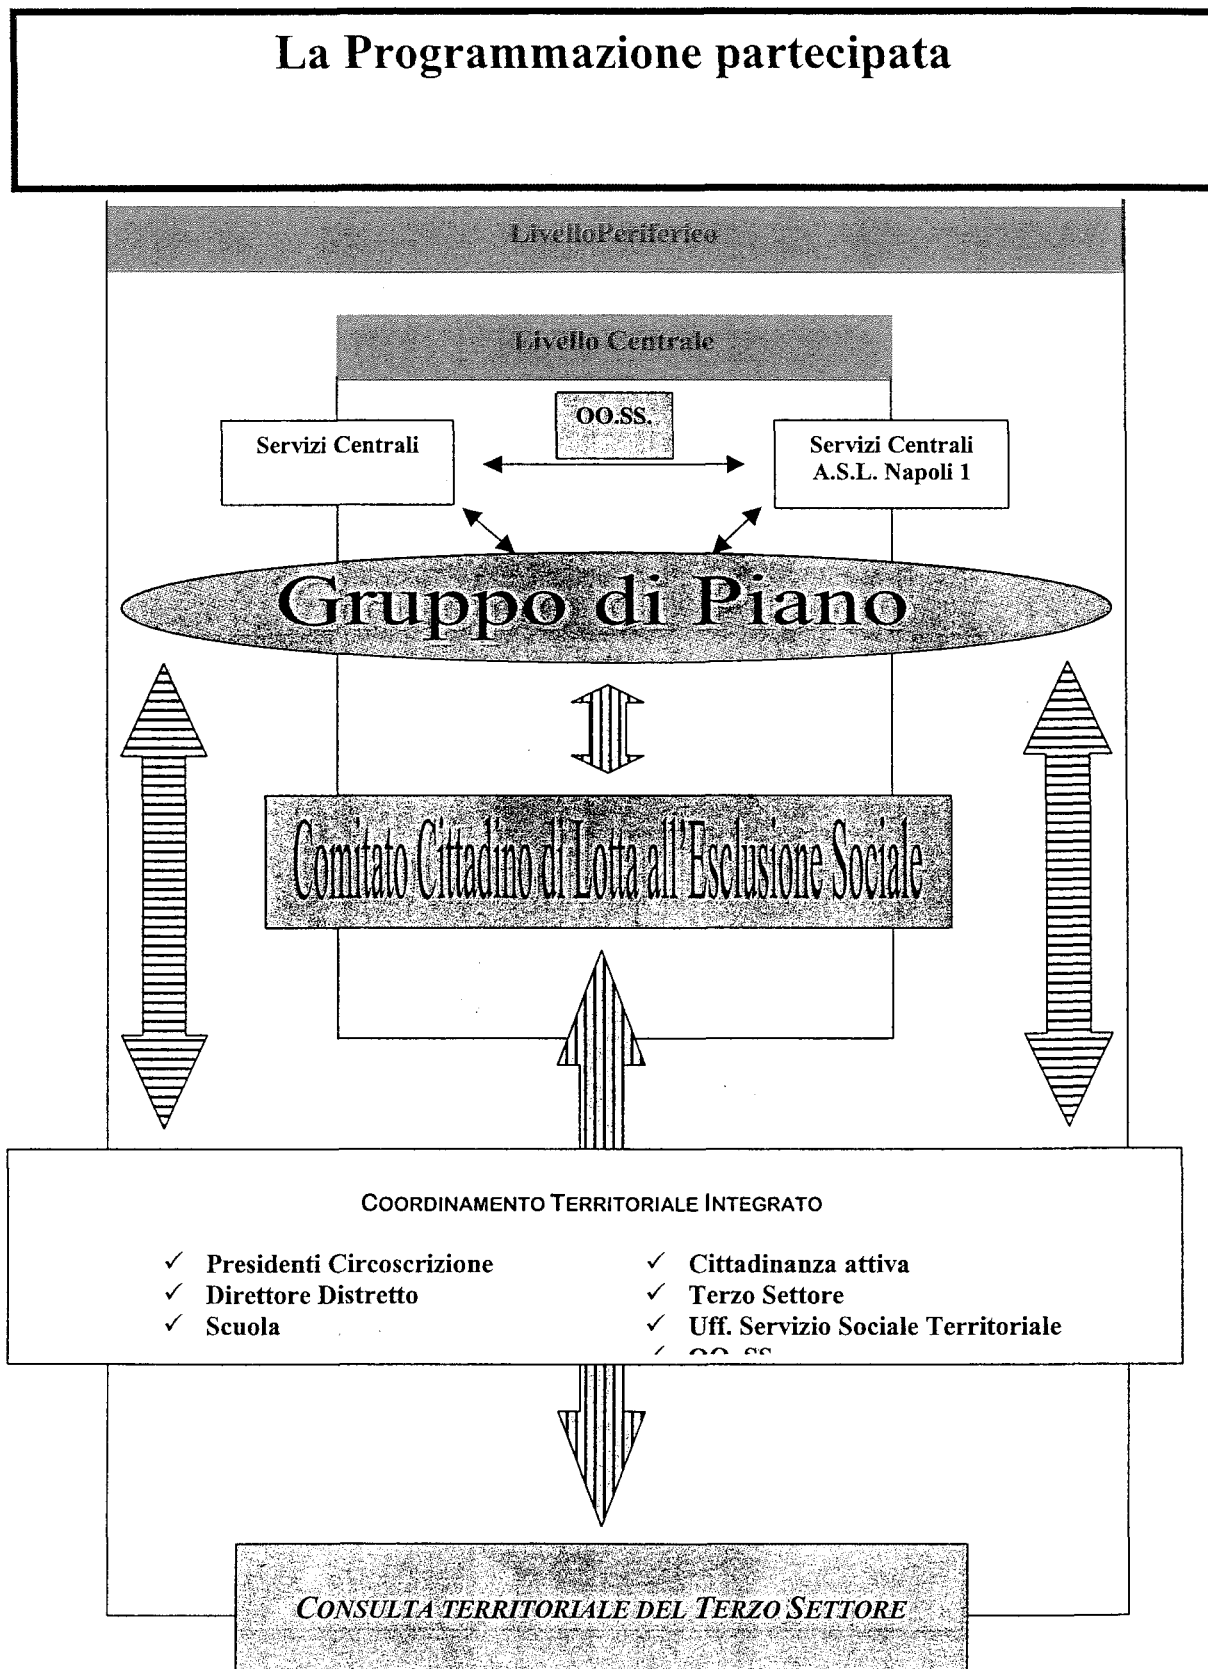 La Programmazione partecipata
LivelloPeriferico
Livello Centrale
OO.SS.
Servizi Centrali
Servizi Centrali
A.S.L. Napoli 1
Gruppo di Piano
Comitato Cittadino di Lotta all'Esclusione Sociale
COORDINAMENTO TERRITORIALE INTEGRATO
✓ Presidenti Circoscrizione
✓ Direttore Distretto
✓ Scuola
✓ Cittadinanza attiva
✓ Terzo Settore
✓ Uff. Servizio Sociale Territoriale
CONSULTA TERRITORIALE DEL TERZO SETTORE